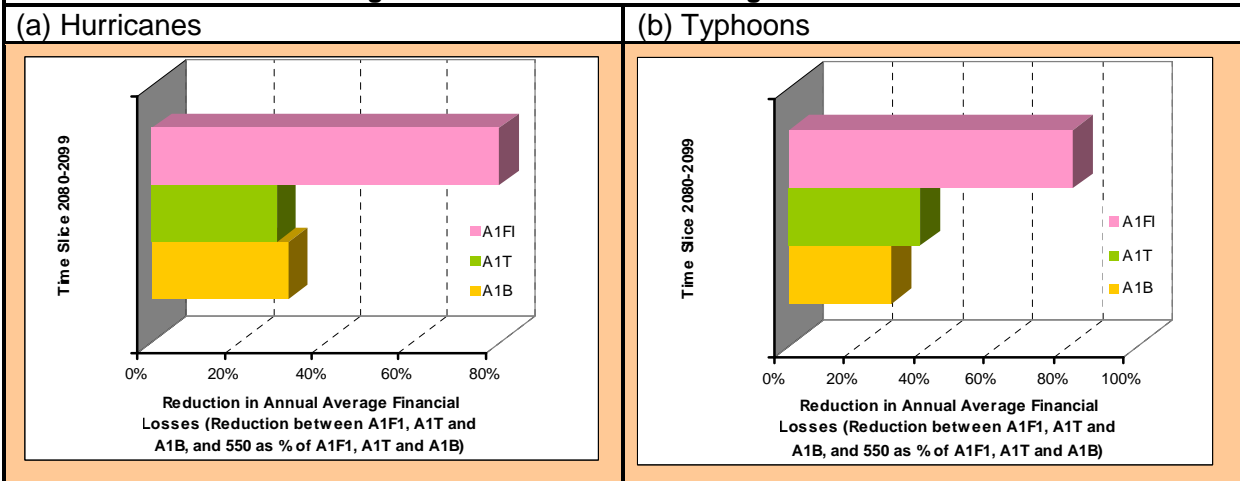 (a) Hurricanes
Time Slice 2080-2099
A1FI
A1T
A1B
0% 20% 40% 60% 80%
Reduction in Annual Average Financial
Losses (Reduction between A1F1, A1T and
A1B, and 550 as % of A1F1, A1T and A1B)
(b) Typhoons
Time Slice 2080-2099
A1FI
A1T
A1B
0% 20% 40% 60% 80% 100%
Reduction in Annual Average Financial
Losses (Reduction between A1F1, A1T and
A1B, and 550 as % of A1F1, A1T and A1B)